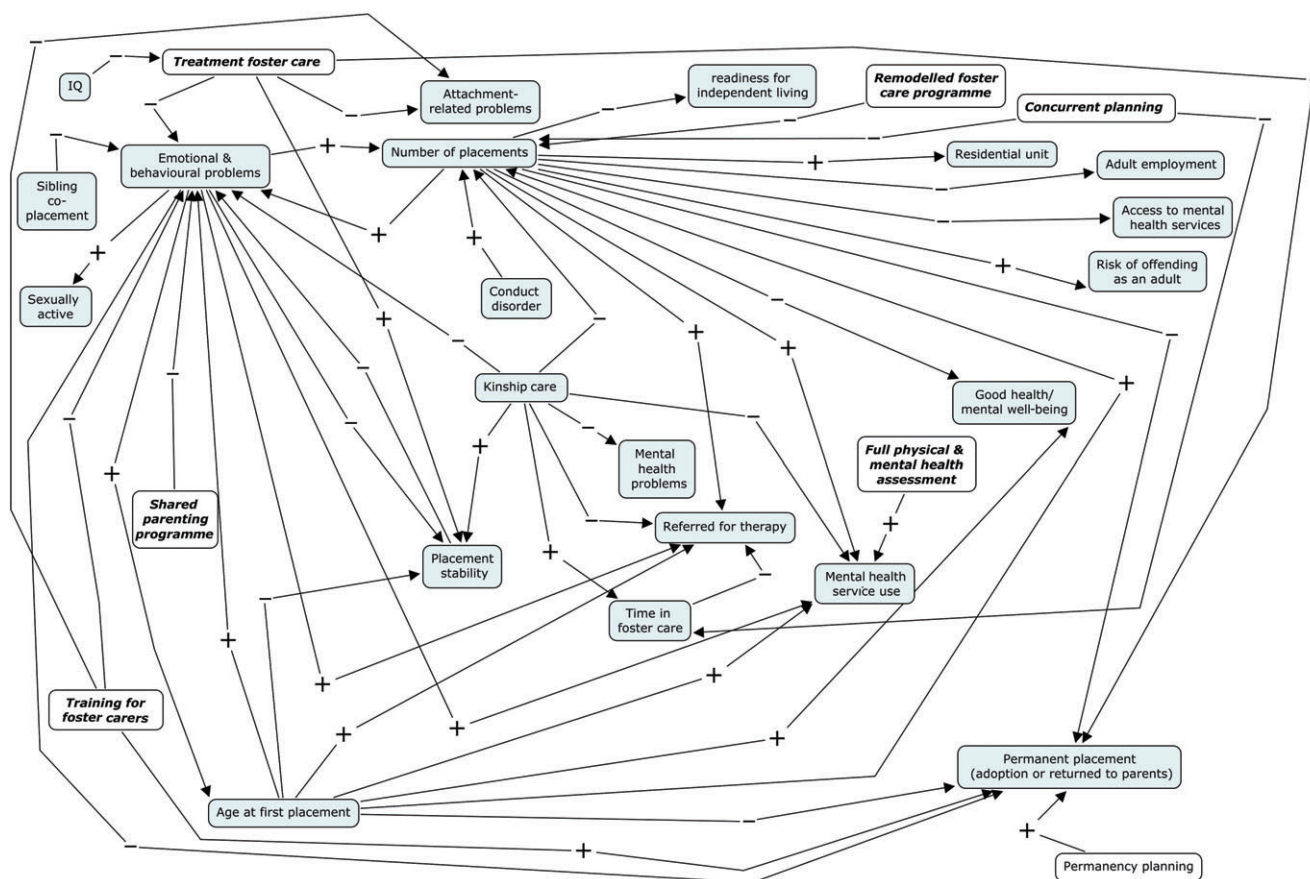 Treatment foster care
IQ
Attachment-
related problems
readiness for
independent living
Remodelled foster
care programme
Concurrent planning
Emotional &
behavioural problems
Number of placements
Residential unit
Adult employment
Sibling
co-
placement
Access to mental
health services
Sexually
active
Conduct
disorder
Risk of offending
as an adult
Kinship care
Good health/
mental well-being
Mental
health
problems
Full physical &
mental health
assessment
Shared
parenting
programme
Referred for therapy
Placement
stability
Mental health
service use
Time in
foster care
Training for
foster carers
Permanent placement
(adoption or returned to parents)
Age at first placement
Permanency planning